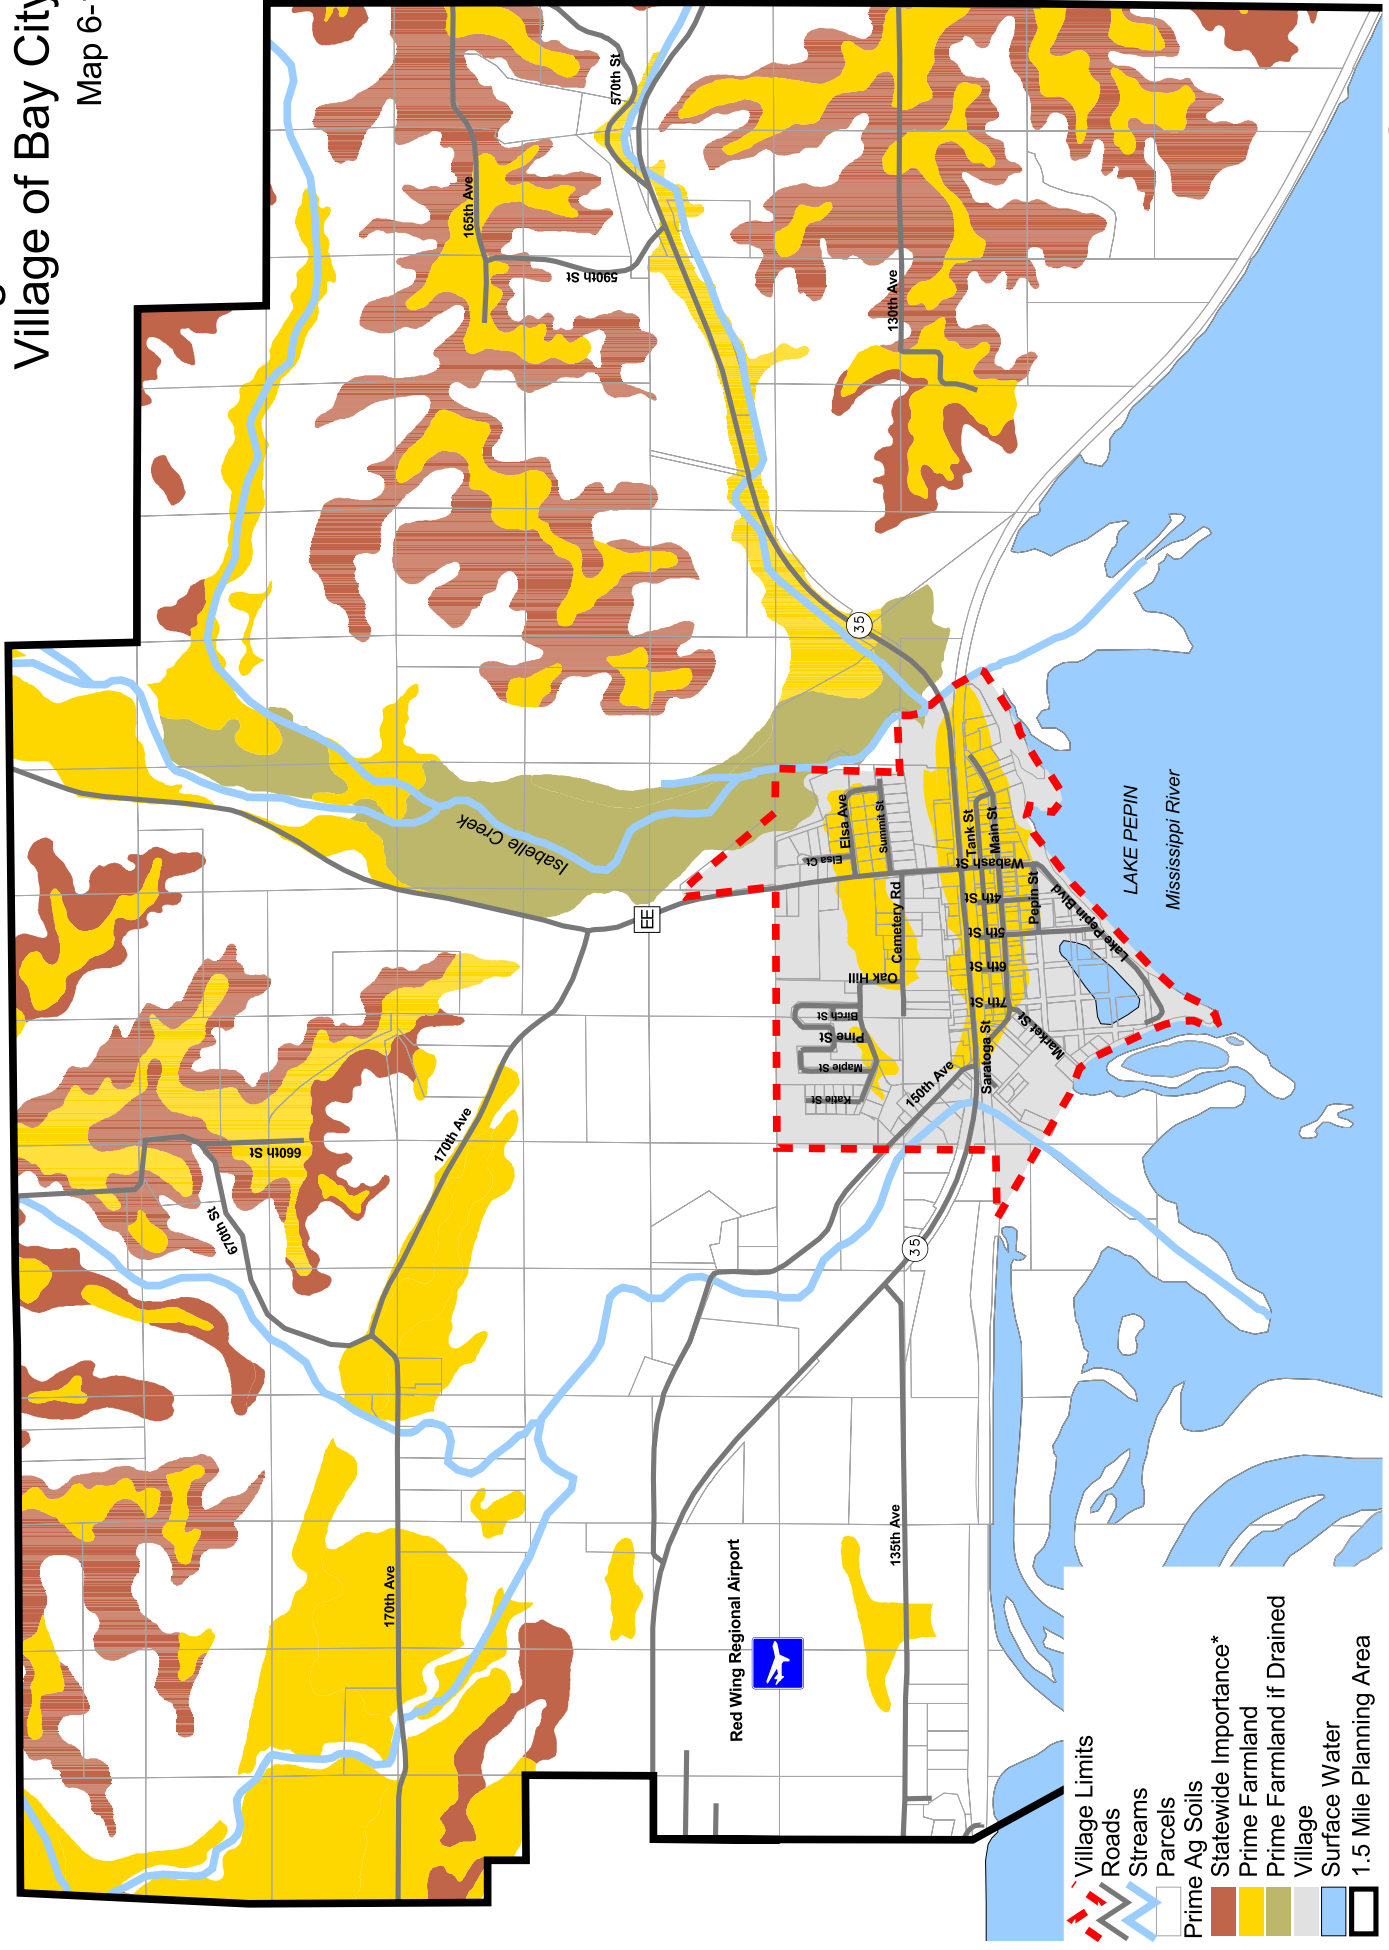 Village of Bay City
Map 6-
570th St
165th Ave
590th St
130th Ave
35
Isabelle Creek
EE
Elsa Ave
Summit St
Elsa Ct
Tank St
Main St
Wabash St
4th St
Pepin St
5th St
Lake Pepin Blvd
Cemetery Rd
6th St
Oak Hill
7th St
Birch St
Pine St
Market St
Maple St
Saratoga St
Katie St
150th Ave
LAKE PEPIN
Mississippi River
170th Ave
660th St
670th St
35
170th Ave
135th Ave
Red Wing Regional Airport
Village Limits
Roads
Streams
Parcels
Prime Ag Soils
Statewide Importance*
Prime Farmland
Prime Farmland if Drained
Village
Surface Water
1.5 Mile Planning Area